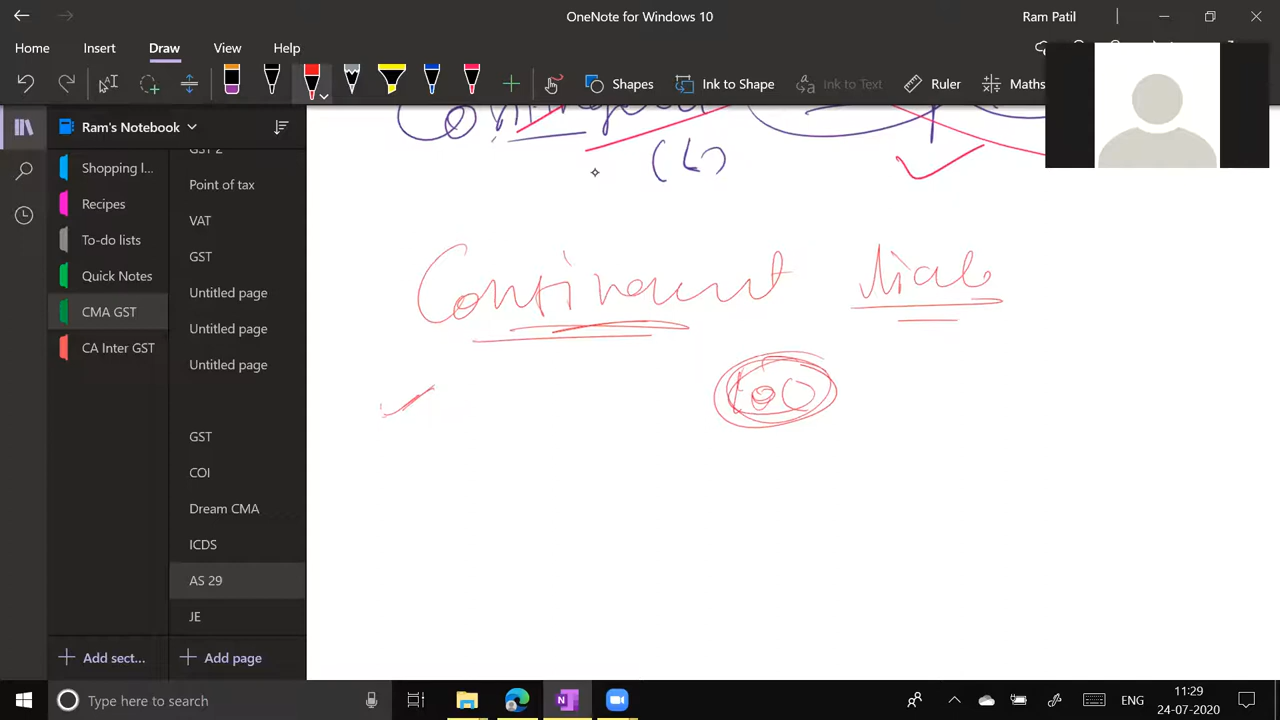 OneNote for Windows 10
Ram Patil
Home Insert Draw View Help
Shapes Ink to Shape Ink to Text Ruler Maths
Ram's Notebook
GST 2
Shopping l...
Point of tax
(L)
Recipes
VAT
To-do lists
GST
Quick Notes
Untitled page
CMA GST
Untitled page
CA Inter GST
Untitled page
GST
COI
Dream CMA
ICDS
AS 29
JE
Add sect...
Add page
Type here to search
ENG
11:29
24-07-2020